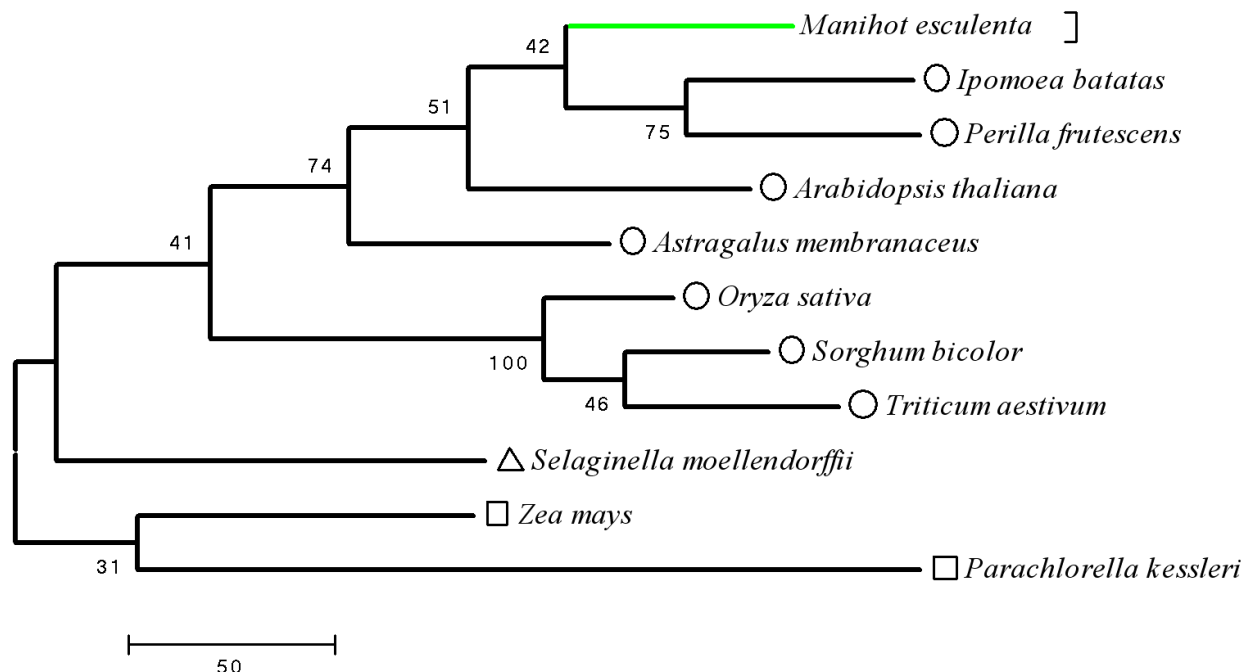 Manihot esculenta
42
Ipomoea batatas
51
75
Perilla frutescens
74
Arabidopsis thaliana
41
Astragalus membranaceus
Oryza sativa
100
Sorghum bicolor
46
Triticum aestivum
Selaginella moellendorffii
Zea mays
31
Parachlorella kessleri
50